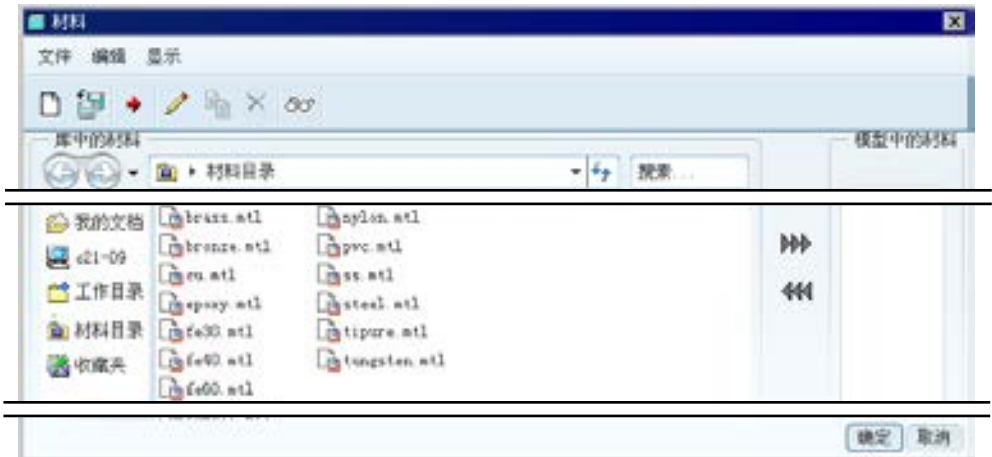 材料
文件 编辑 显示
库中的材料 模型中的材料
材料目录 搜索...
我的文档 brass.mtl nylon.mtl
bronze.mtl pvc.mtl
c21-09 cu.mtl ss.mtl
工作目录 epoxy.mtl steel.mtl
材料目录 fe30.mtl tipure.mtl
收藏夹 fe40.mtl tungsten.mtl
fe60.mtl
确定 取消